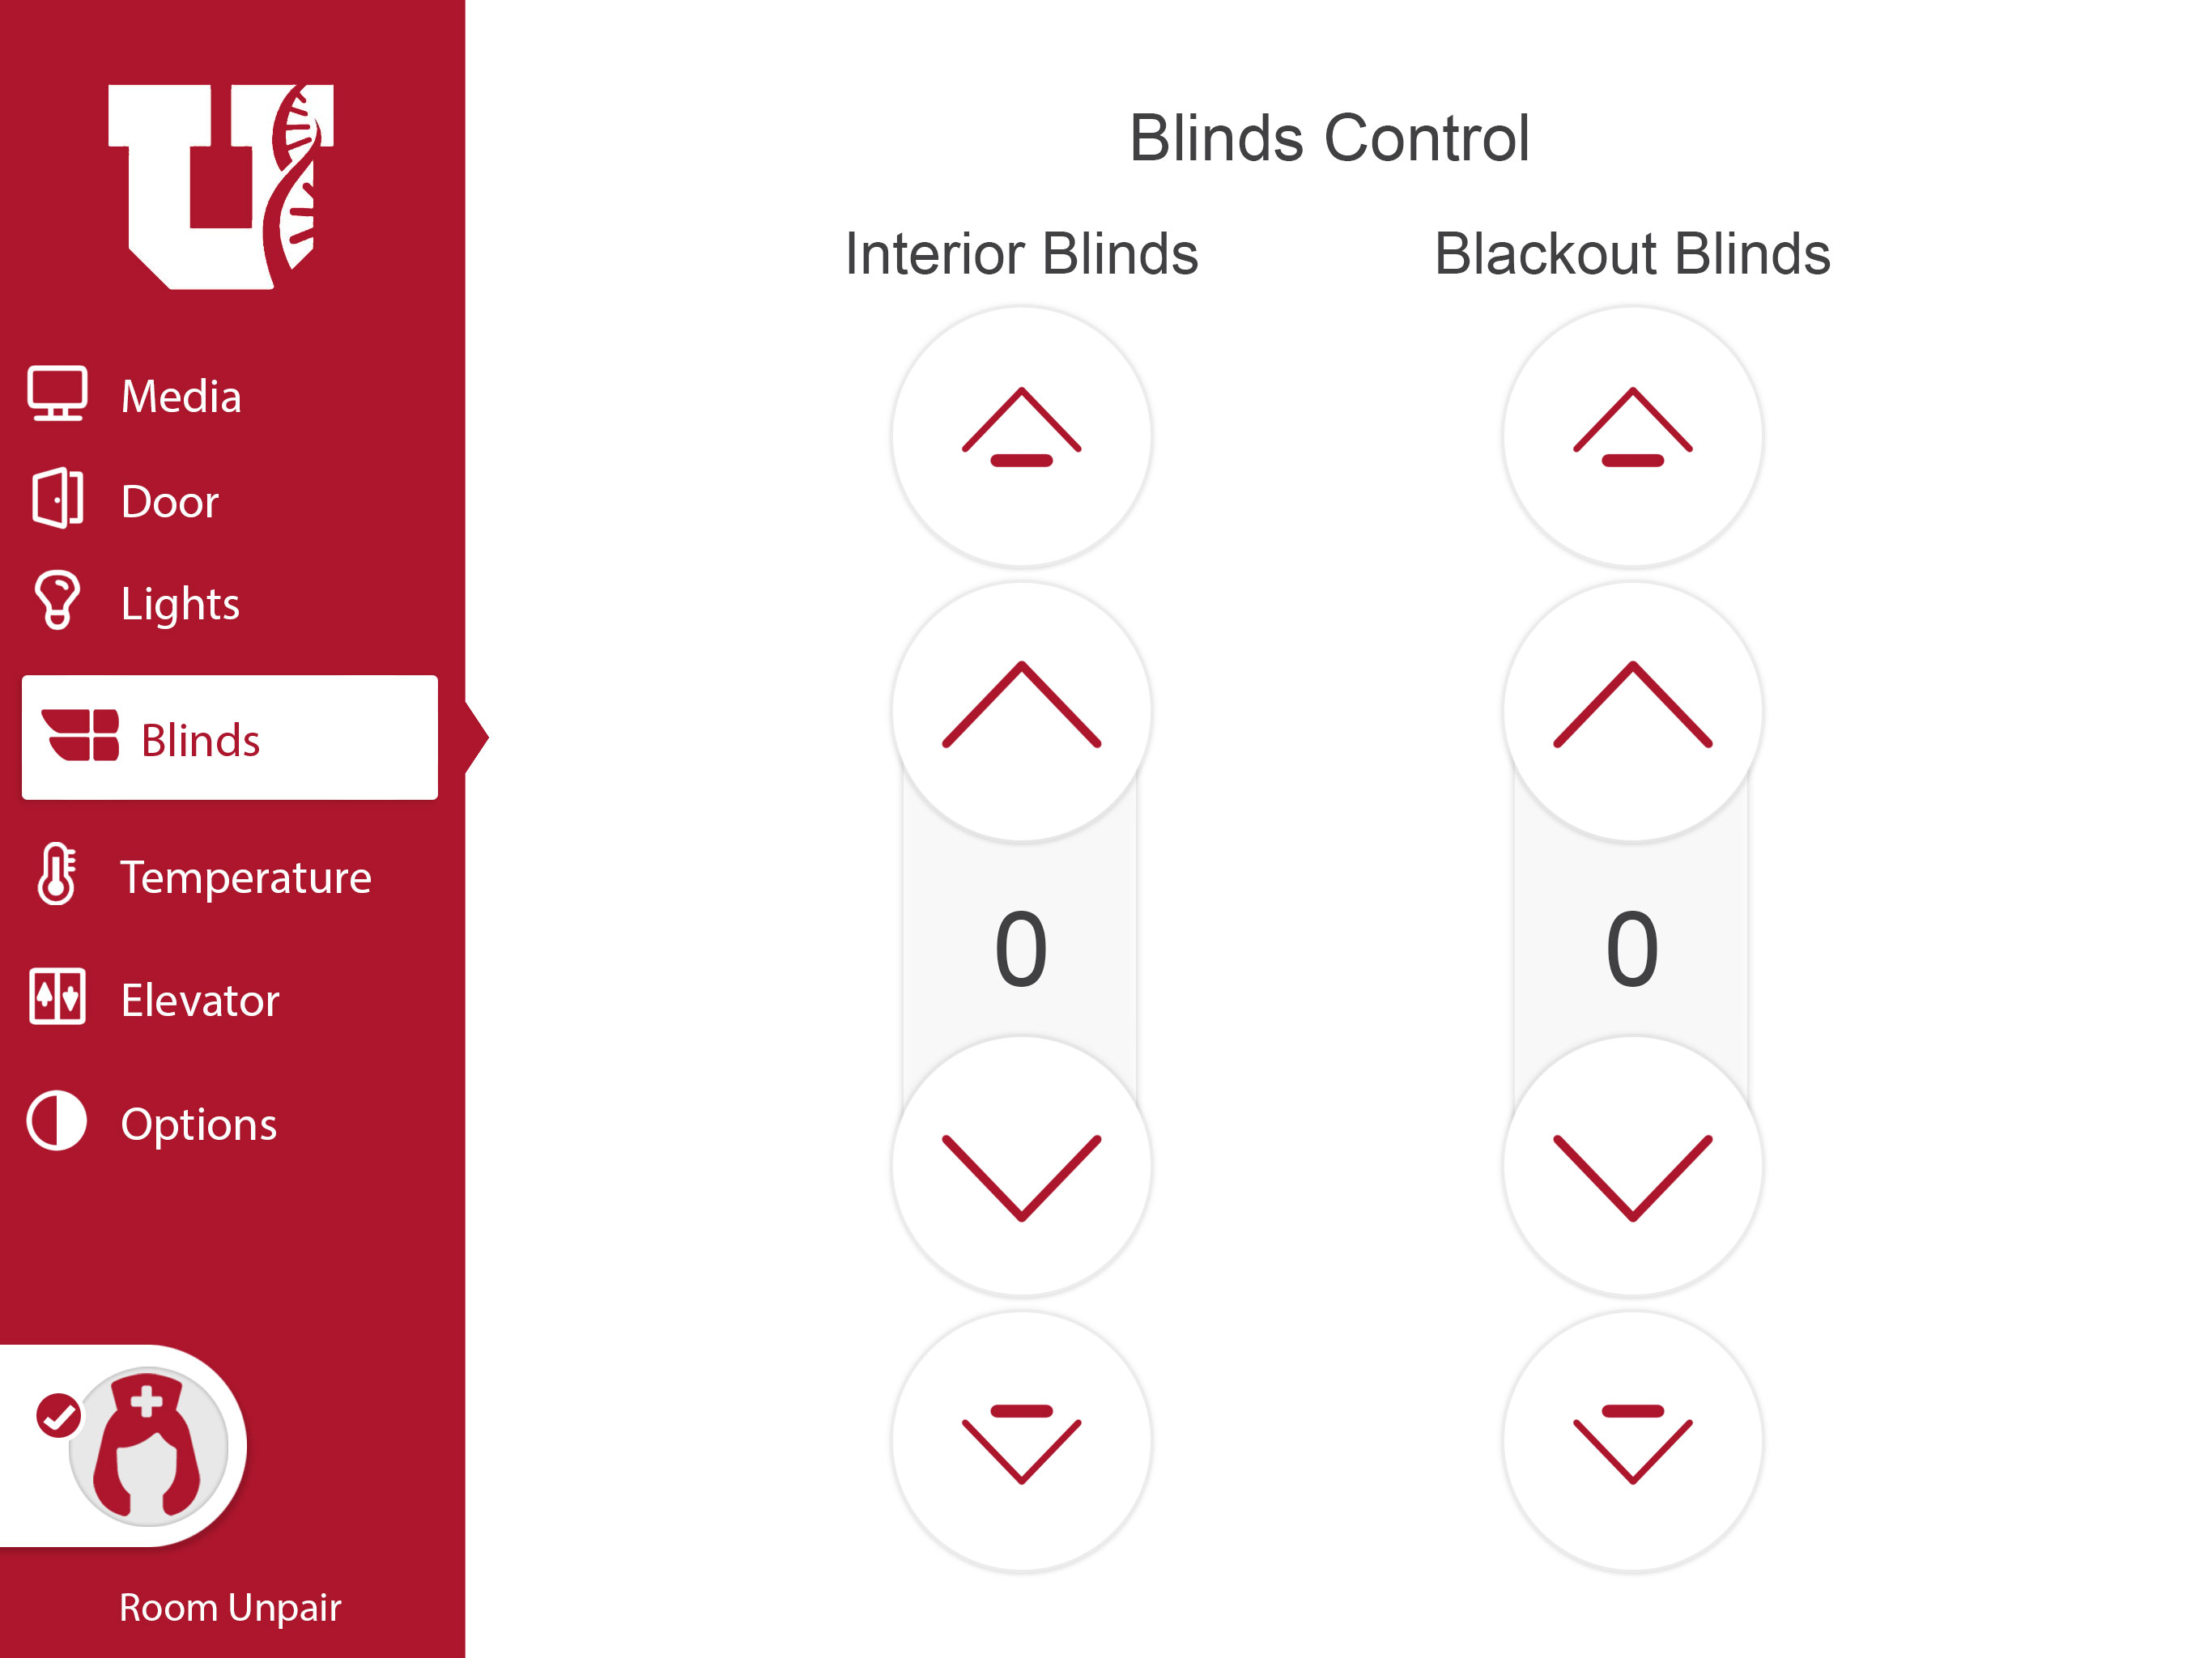 U
Media
Door
Lights
Blinds
Temperature
Elevator
Options
Room Unpair
Blinds Control
Interior Blinds
Blackout Blinds
0
0